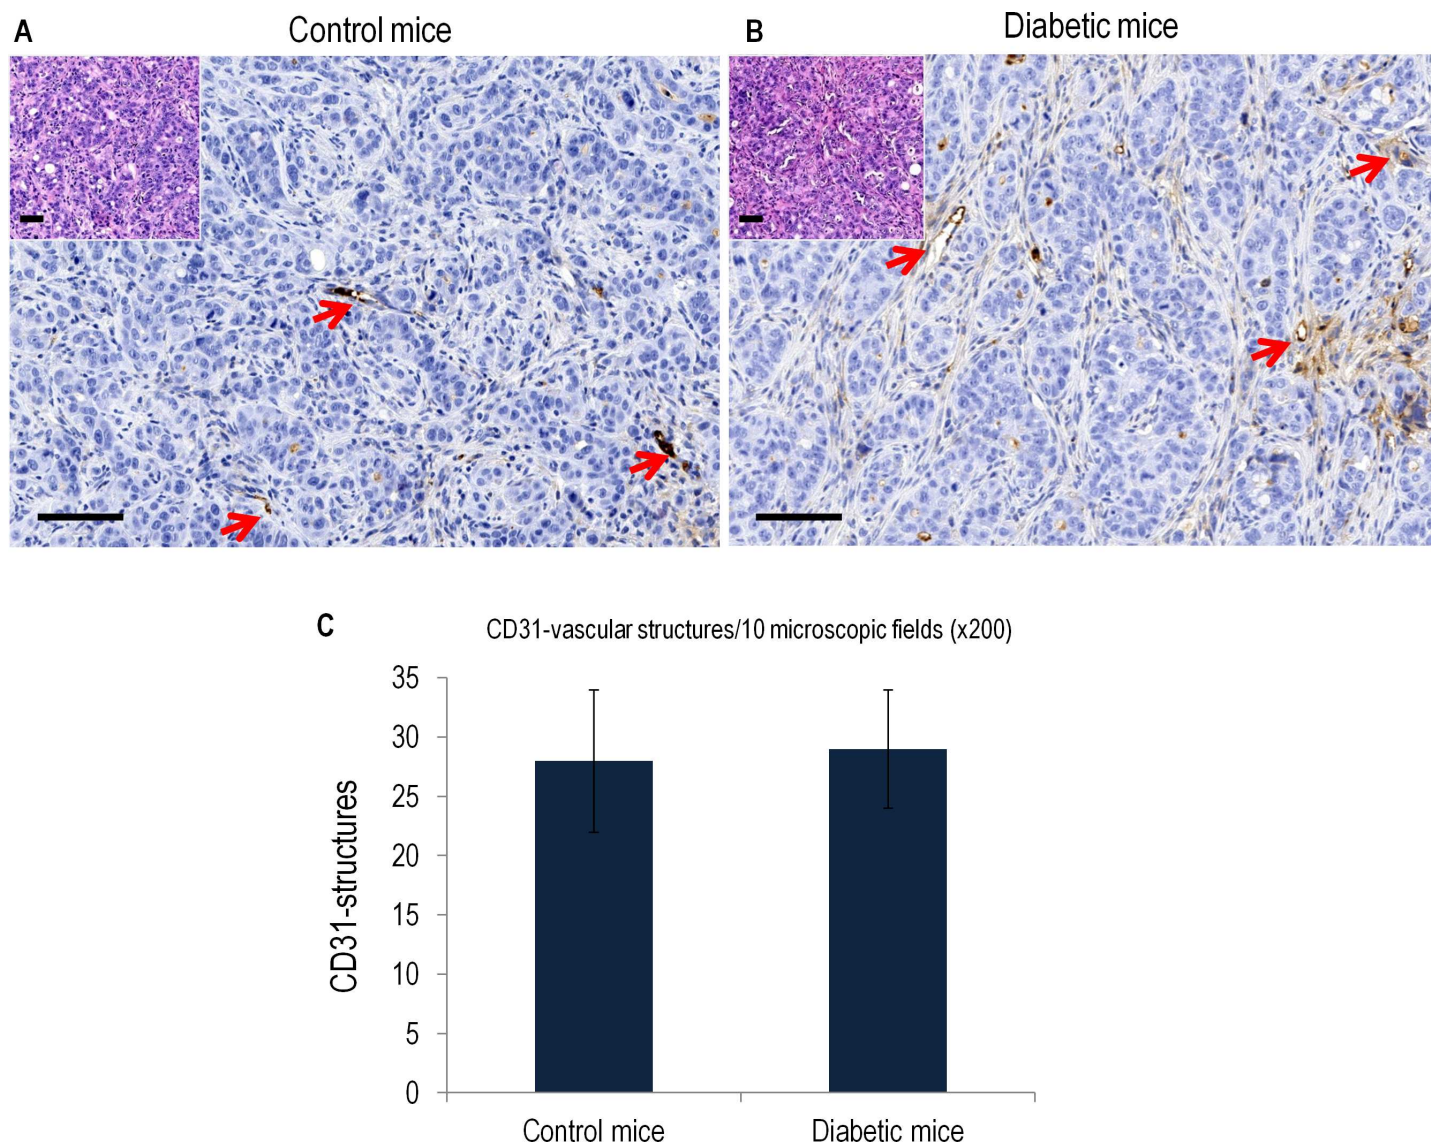 A
Control mice
B
Diabetic mice
C
CD31-vascular structures/10 microscopic fields (x200)
CD31-structures
35
30
25
20
15
10
5
0
Control mice
Diabetic mice